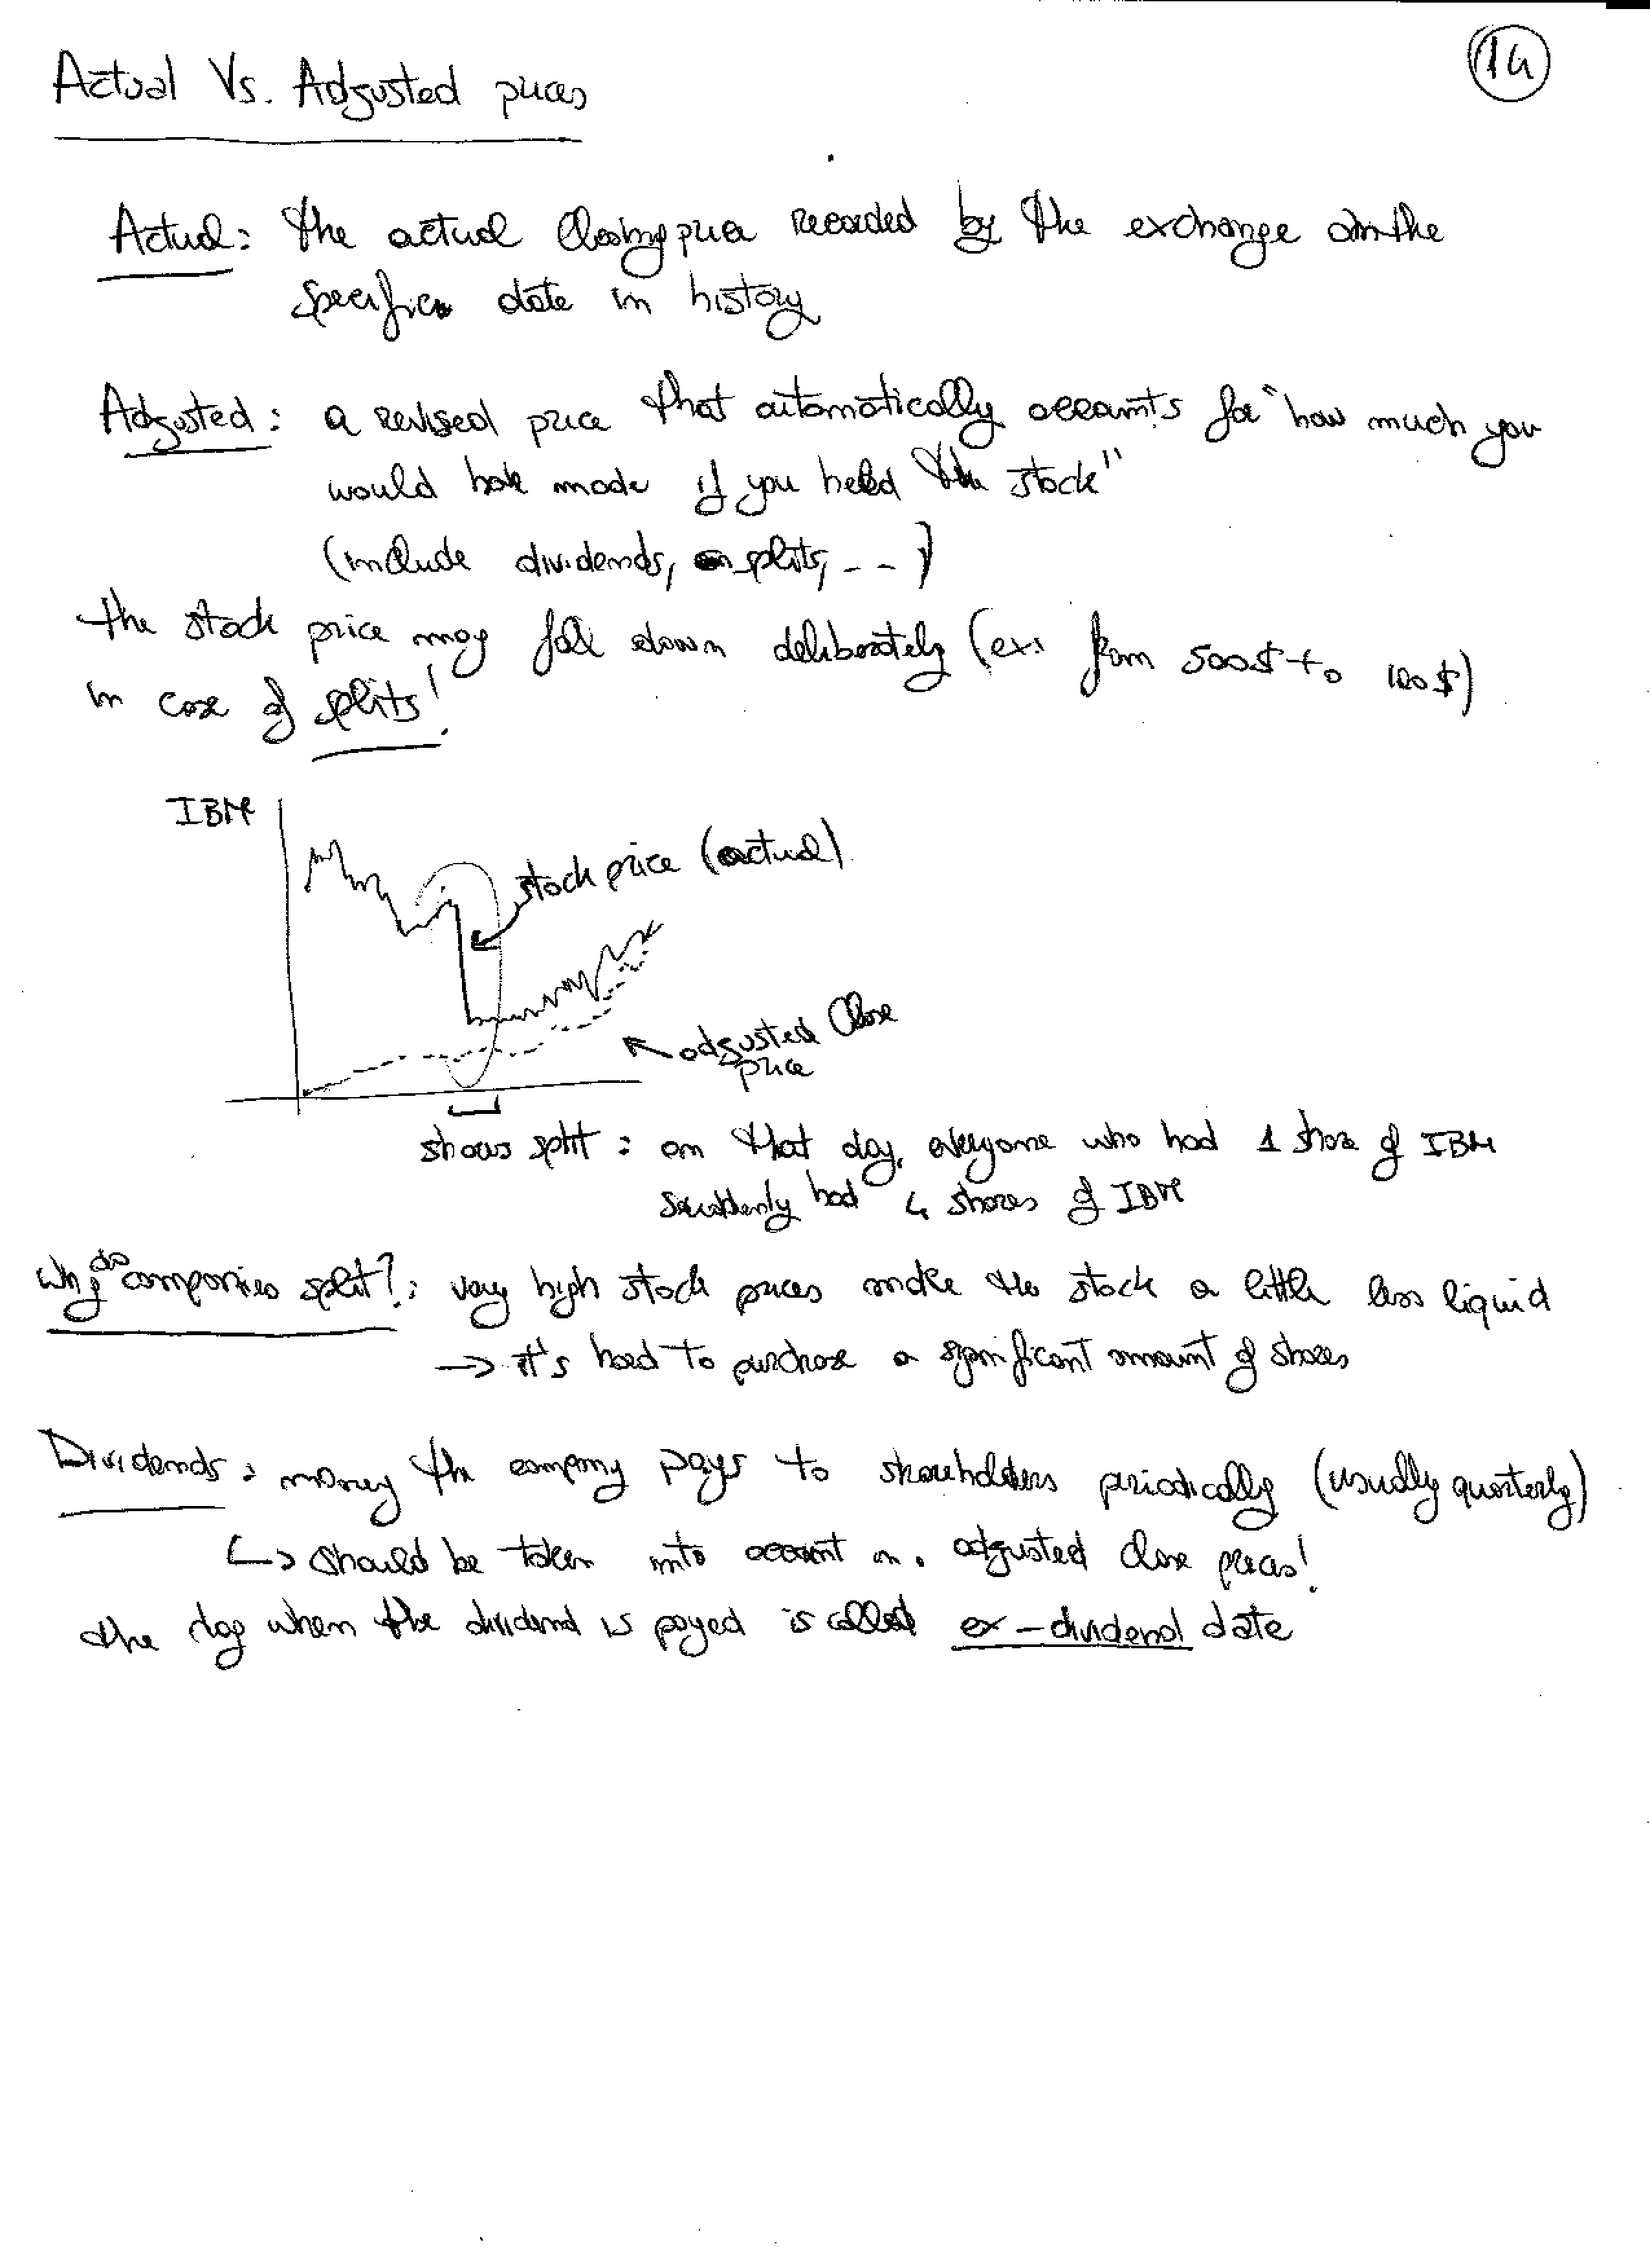 14
Actual Vs. Adjusted prices
Actual: the actual closing price recorded by the exchange on the
specific date in history
Adjusted: a revised price that automatically accounts for "how much you
would have made if you held the stock"
(include dividends, splits, ...)
the stock price may fall down deliberately (ex: from 500$ to 100$)
in case of splits!
IBM
stock price (actual)
adjusted close
price
shows split: on that day, everyone who had 1 share of IBM
suddenly had 4 shares of IBM
Why do companies split?: very high stock prices make the stock a little less liquid
→ it's hard to purchase a significant amount of shares
Dividends: money the company pays to shareholders periodically (usually quarterly)
↳ should be taken into account in adjusted close prices!
the day when the dividend is payed is called ex-dividend date